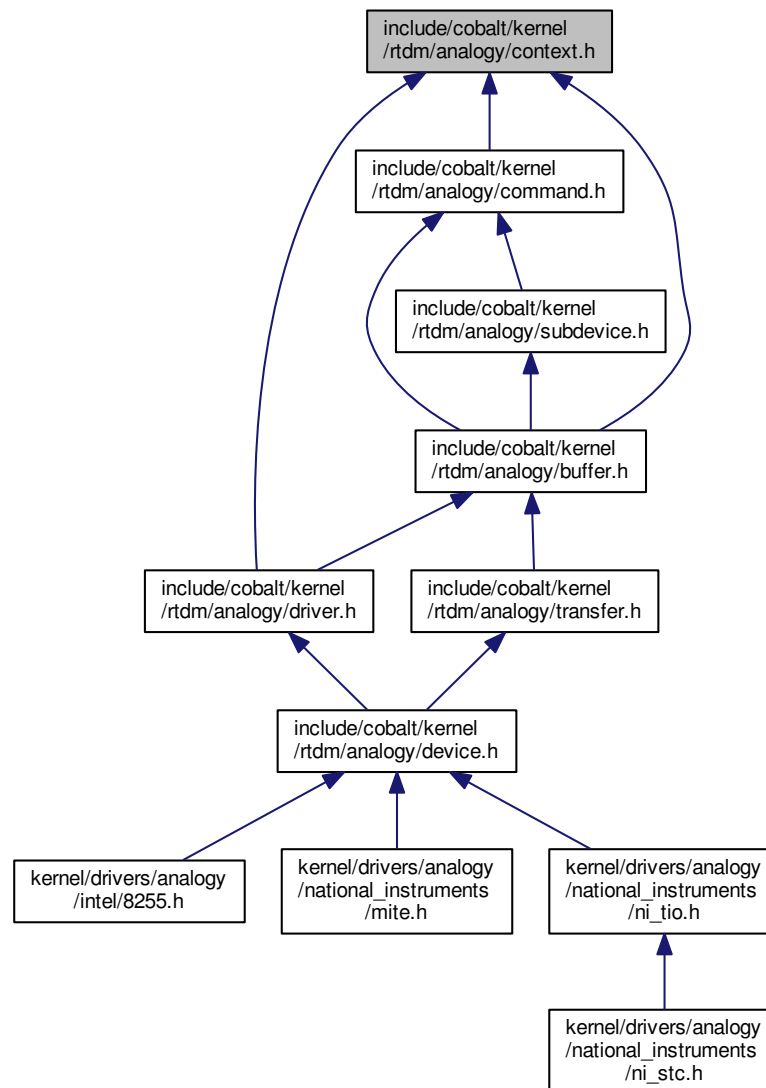 include/cobalt/kernel
/rtdm/analogy/context.h
include/cobalt/kernel
/rtdm/analogy/command.h
include/cobalt/kernel
/rtdm/analogy/subdevice.h
include/cobalt/kernel
/rtdm/analogy/buffer.h
include/cobalt/kernel
/rtdm/analogy/driver.h
include/cobalt/kernel
/rtdm/analogy/transfer.h
include/cobalt/kernel
/rtdm/analogy/device.h
kernel/drivers/analogy
/intel/8255.h
kernel/drivers/analogy
/national_instruments
/mite.h
kernel/drivers/analogy
/national_instruments
/ni_tio.h
kernel/drivers/analogy
/national_instruments
/ni_stc.h